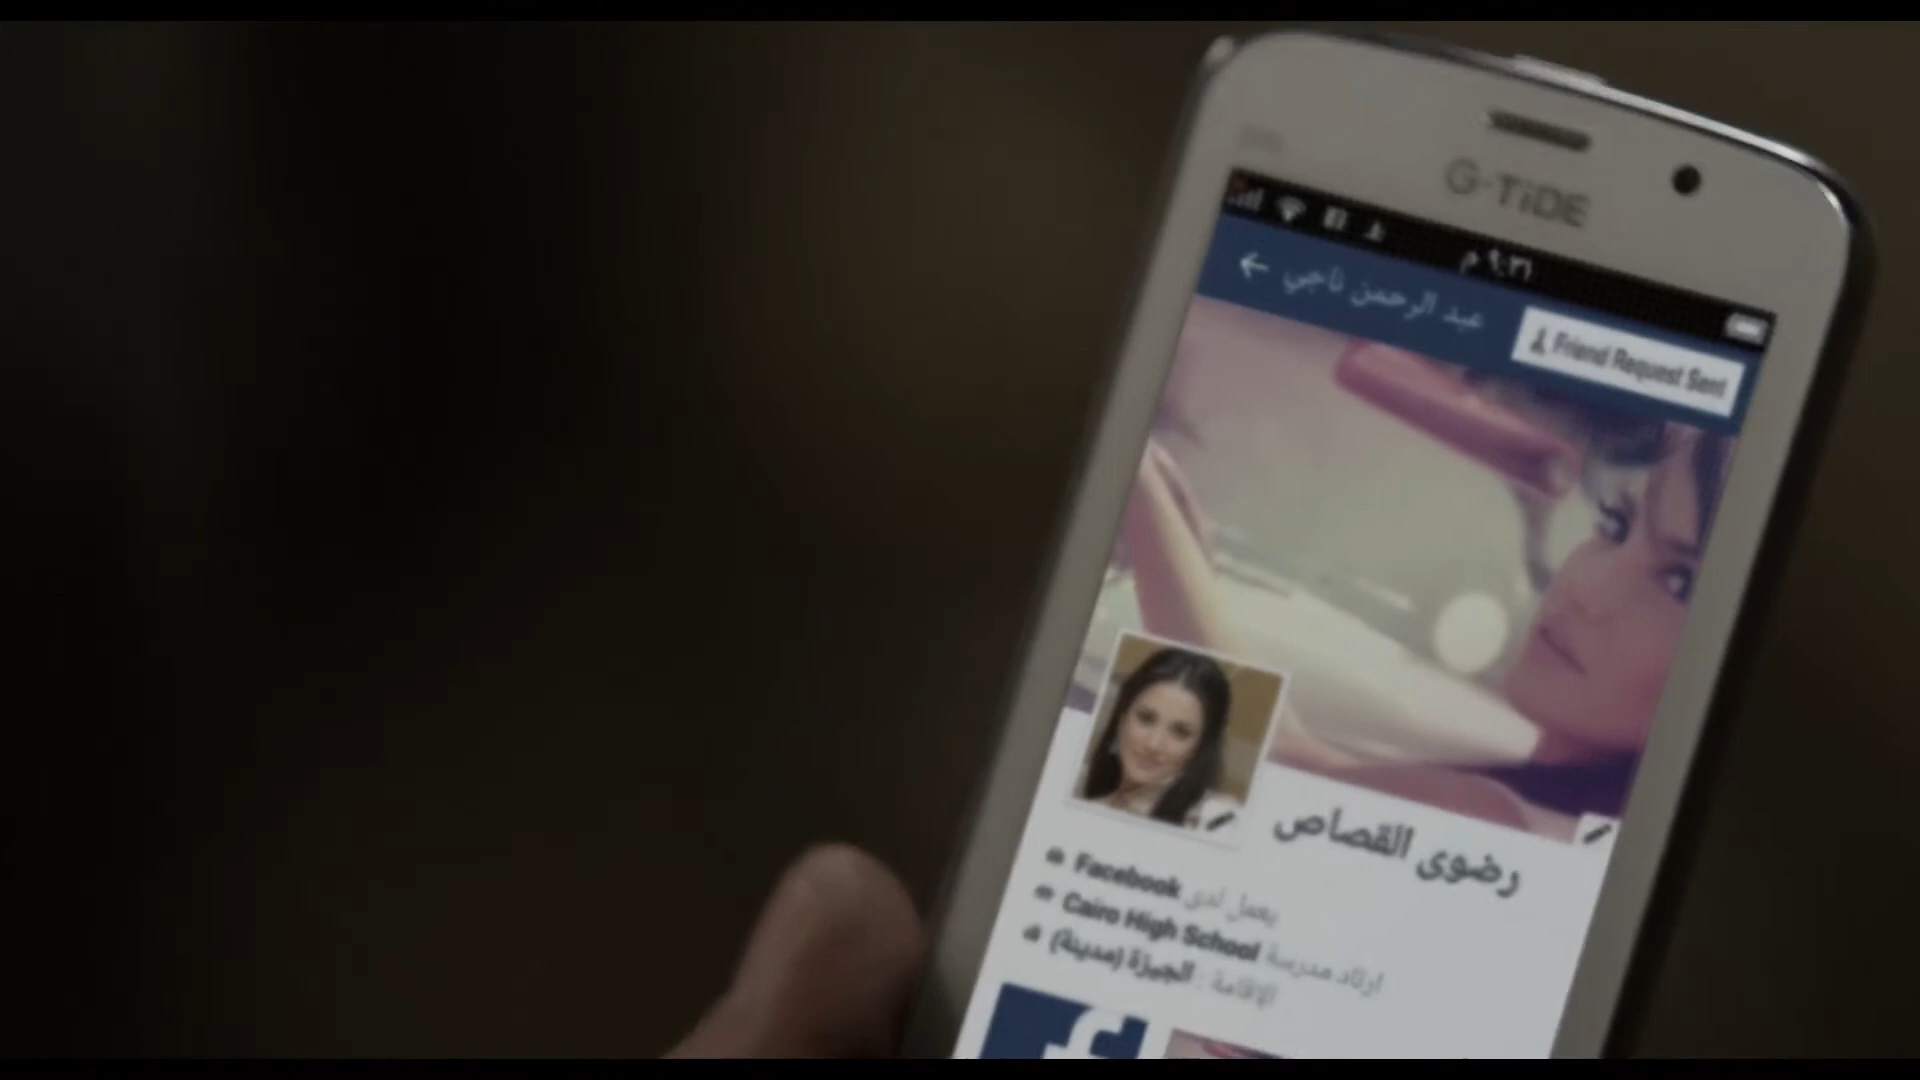 G-TiDE
٩:٣١ م
عبد الرحمن ناجي
Friend Request Sent
رضوى القصاص
يعمل لدى Facebook
ارتاد مدرسة Cairo High School
الإقامة : الجيزة (مدينة)
f